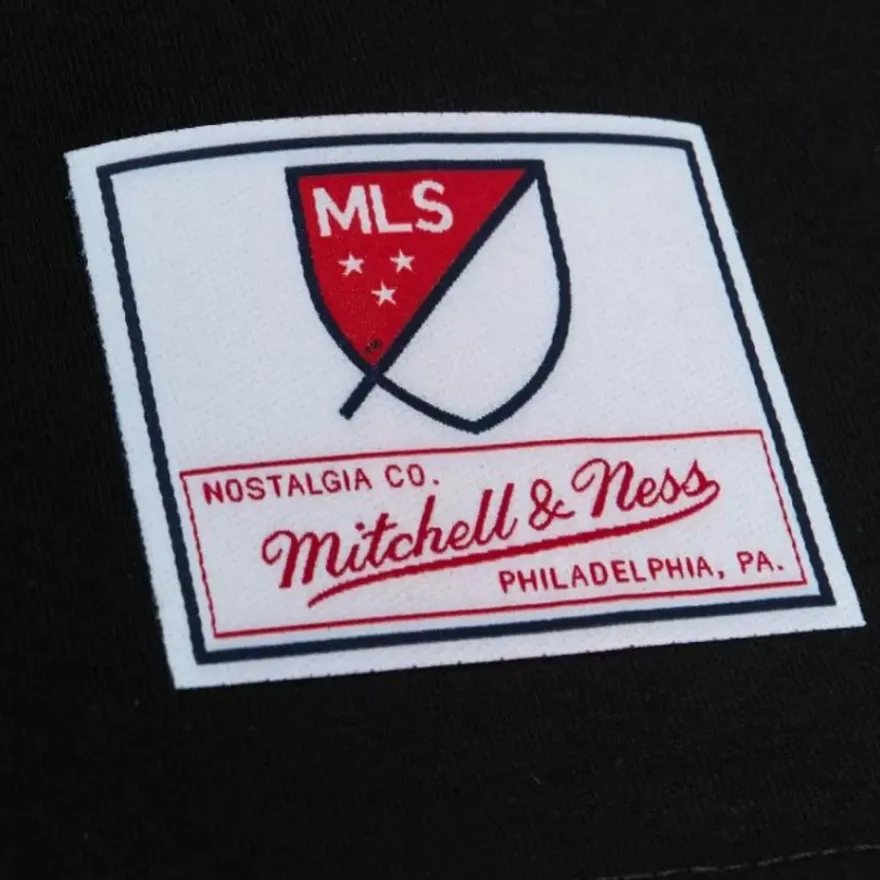 MLS
NOSTALGIA CO.
Mitchell & Ness
PHILADELPHIA, PA.